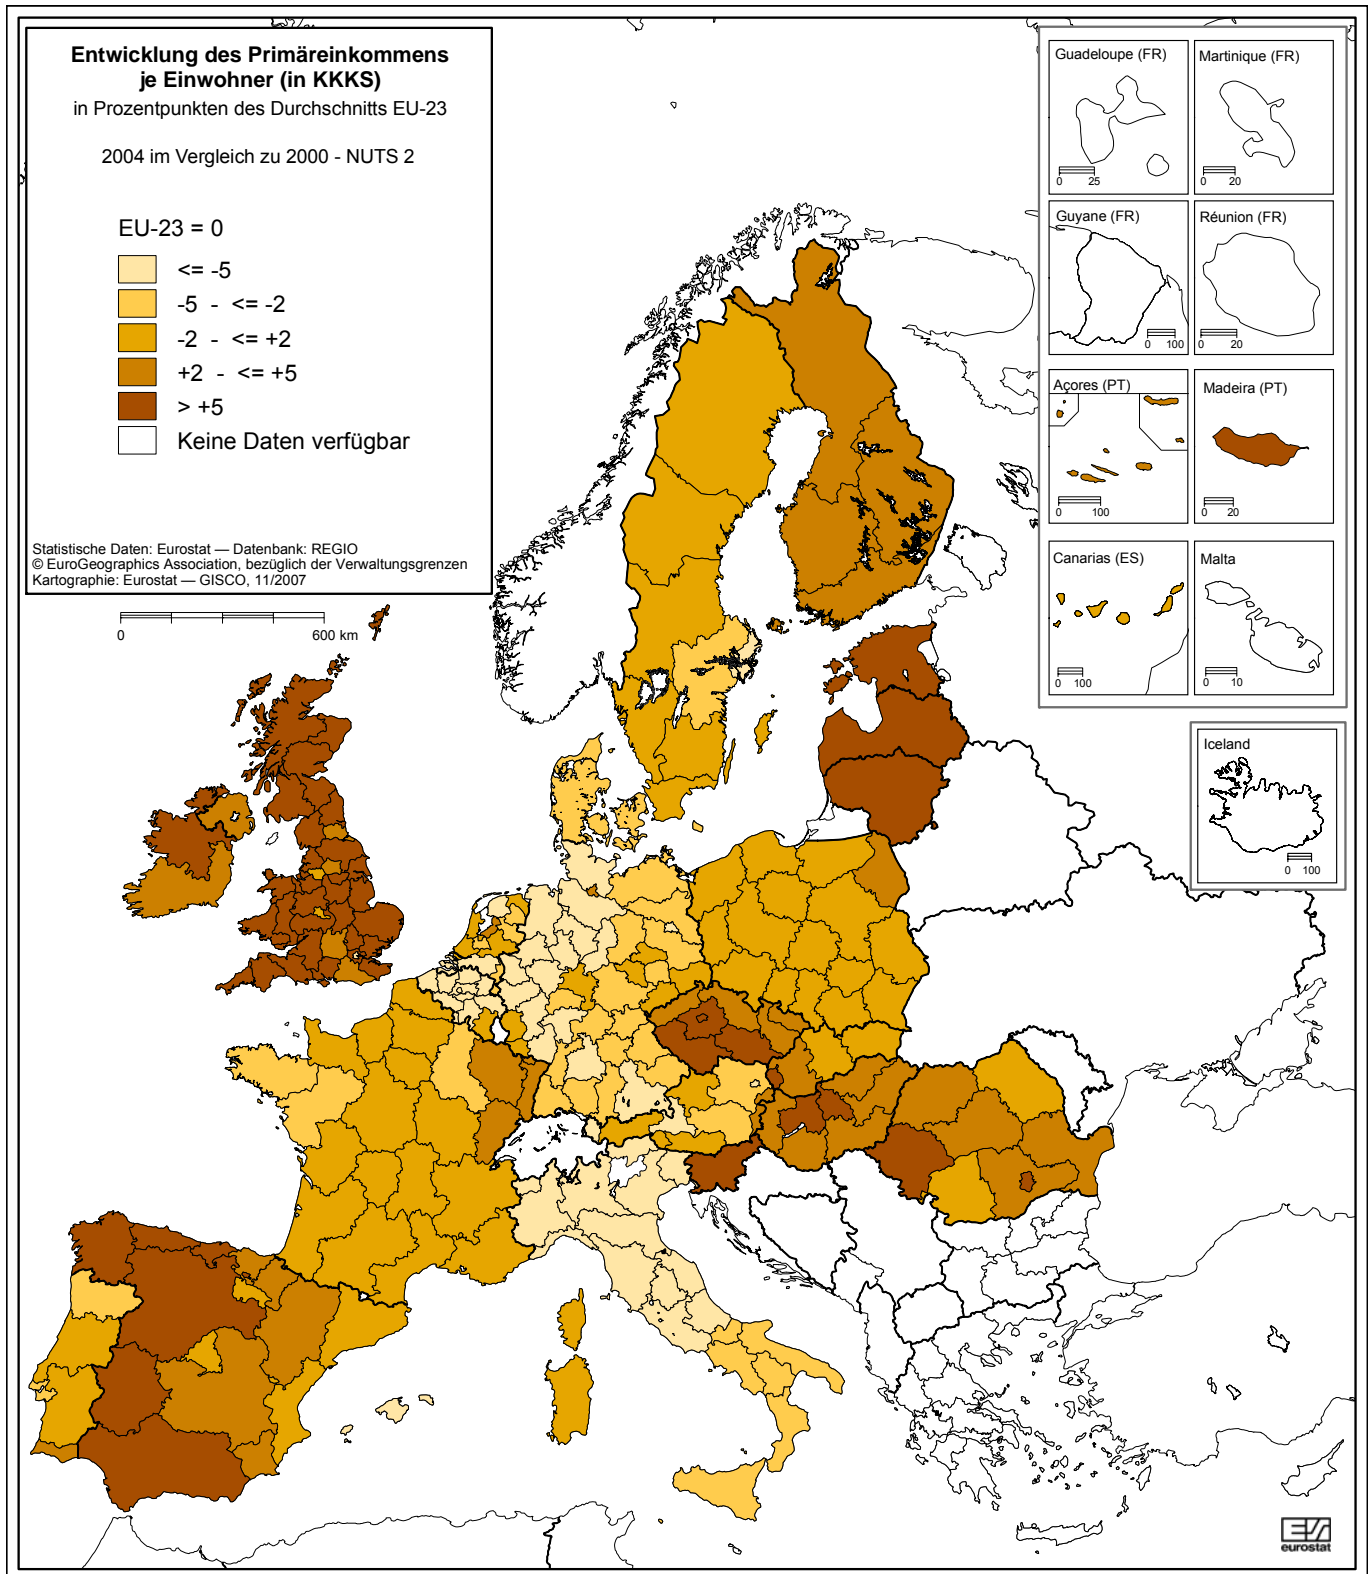 Entwicklung des Primäreinkommens
je Einwohner (in KKKS)
in Prozentpunkten des Durchschnitts EU-23
2004 im Vergleich zu 2000 - NUTS 2
EU-23 = 0
<= -5
-5 - <= -2
-2 - <= +2
+2 - <= +5
> +5
Keine Daten verfügbar
Statistische Daten: Eurostat — Datenbank: REGIO
© EuroGeographics Association, bezüglich der Verwaltungsgrenzen
Kartographie: Eurostat — GISCO, 11/2007
0 600 km
Guadeloupe (FR)
0 25
Martinique (FR)
0 20
Guyane (FR)
0 100
Réunion (FR)
0 20
Açores (PT)
0 100
Madeira (PT)
0 20
Canarias (ES)
0 100
Malta
0 10
Iceland
0 100
eurostat